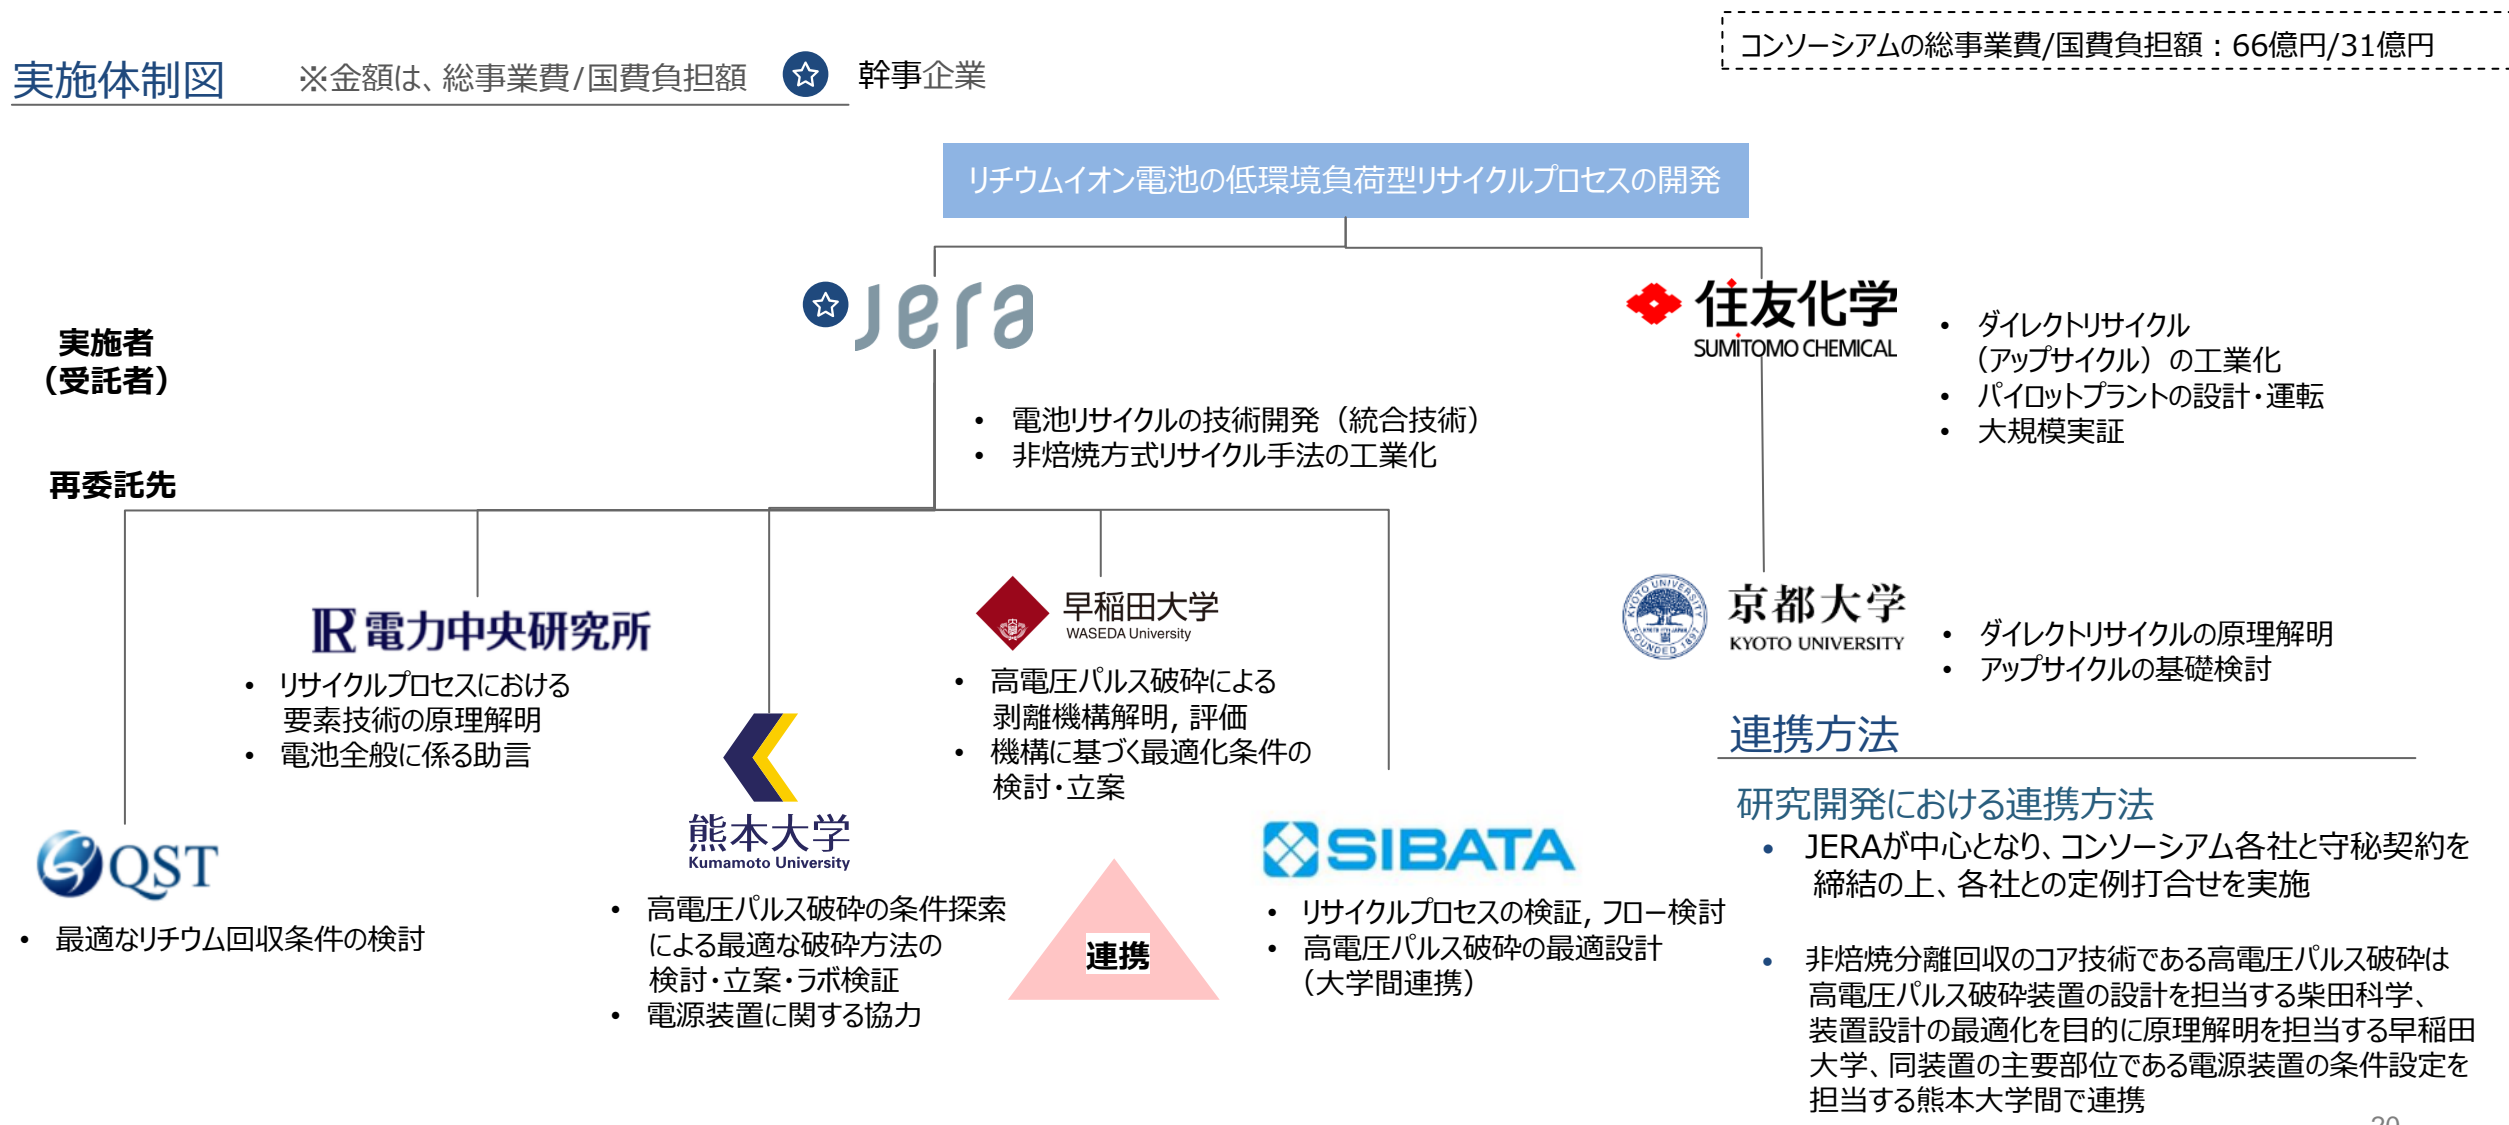 コンソーシアムの総事業費/国費負担額：66億円/31億円
実施体制図
※金額は、総事業費/国費負担額
幹事企業
リチウムイオン電池の低環境負荷型リサイクルプロセスの開発
実施者
（受託者）
Jera
• 電池リサイクルの技術開発（統合技術）
• 非焙焼方式リサイクル手法の工業化
住友化学
SUMITOMO CHEMICAL
• ダイレクトリサイクル
（アップサイクル）の工業化
• パイロットプラントの設計・運転
• 大規模実証
再委託先
QST
• 最適なリチウム回収条件の検討
電力中央研究所
• リサイクルプロセスにおける
要素技術の原理解明
• 電池全般に係る助言
熊本大学
Kumamoto University
• 高電圧パルス破砕の条件探索
による最適な破砕方法の
検討・立案・ラボ検証
• 電源装置に関する協力
早稲田大学
WASEDA University
• 高電圧パルス破砕による
剥離機構解明, 評価
• 機構に基づく最適化条件の
検討・立案
連携
SIBATA
• リサイクルプロセスの検証, フロー検討
• 高電圧パルス破砕の最適設計
（大学間連携）
京都大学
KYOTO UNIVERSITY
• ダイレクトリサイクルの原理解明
• アップサイクルの基礎検討
連携方法
研究開発における連携方法
• JERAが中心となり、コンソーシアム各社と守秘契約を
締結の上、各社との定例打合せを実施
• 非焙焼分離回収のコア技術である高電圧パルス破砕は
高電圧パルス破砕装置の設計を担当する柴田科学、
装置設計の最適化を目的に原理解明を担当する早稲田
大学、同装置の主要部位である電源装置の条件設定を
担当する熊本大学間で連携